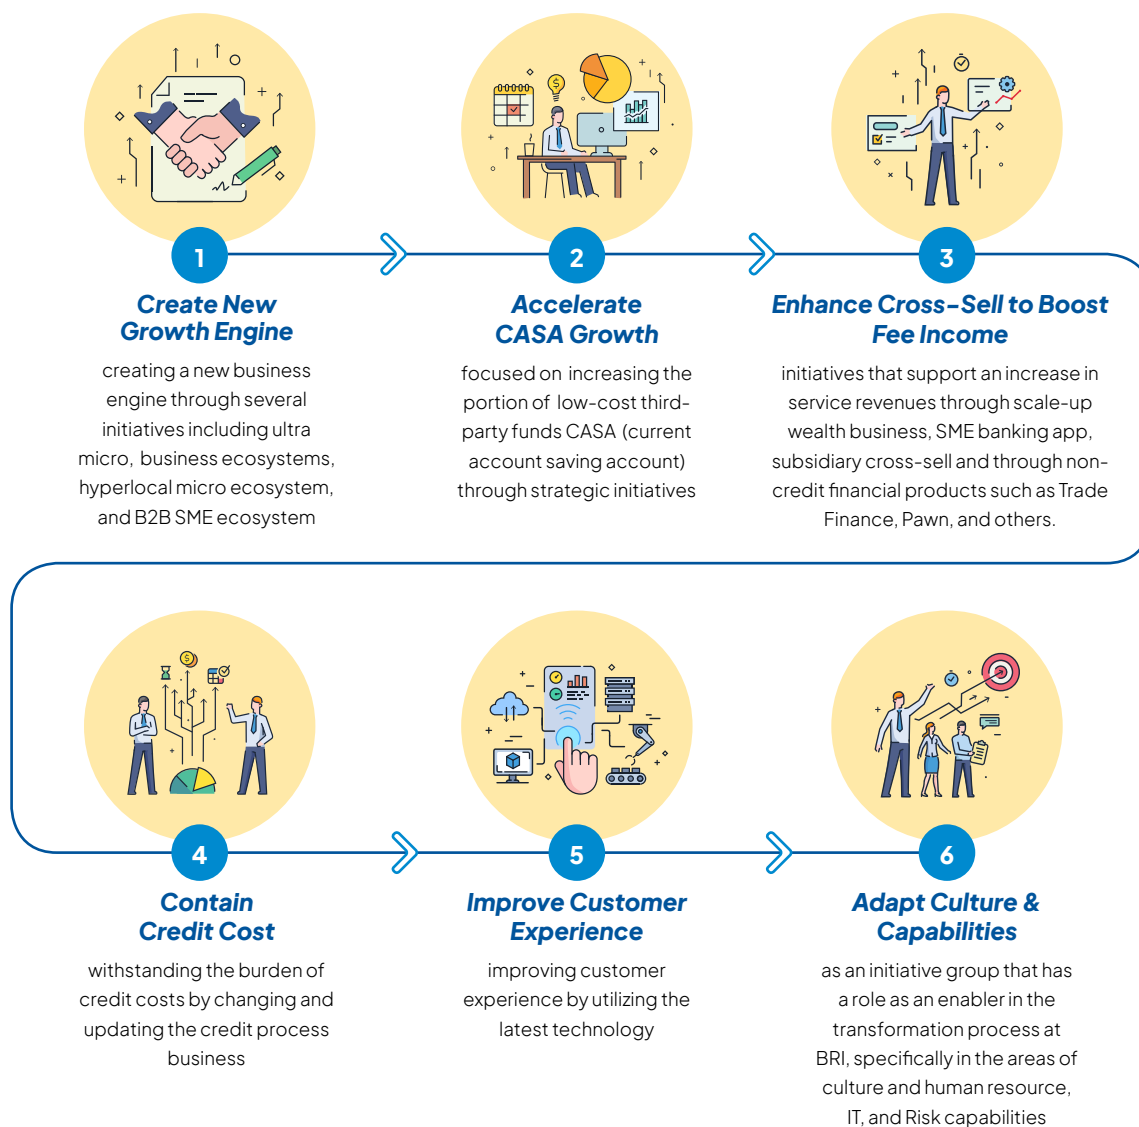 1
Create New
Growth Engine
creating a new business
engine through several
initiatives including ultra
micro, business ecosystems,
hyperlocal micro ecosystem,
and B2B SME ecosystem
2
Accelerate
CASA Growth
focused on increasing the
portion of low-cost third-
party funds CASA (current
account saving account)
through strategic initiatives
3
Enhance Cross-Sell to Boost
Fee Income
initiatives that support an increase in
service revenues through scale-up
wealth business, SME banking app,
subsidiary cross-sell and through non-
credit financial products such as Trade
Finance, Pawn, and others.
4
Contain
Credit Cost
withstanding the burden of
credit costs by changing and
updating the credit process
business
5
Improve Customer
Experience
improving customer
experience by utilizing the
latest technology
6
Adapt Culture &
Capabilities
as an initiative group that has
a role as an enabler in the
transformation process at
BRI, specifically in the areas of
culture and human resource,
IT, and Risk capabilities